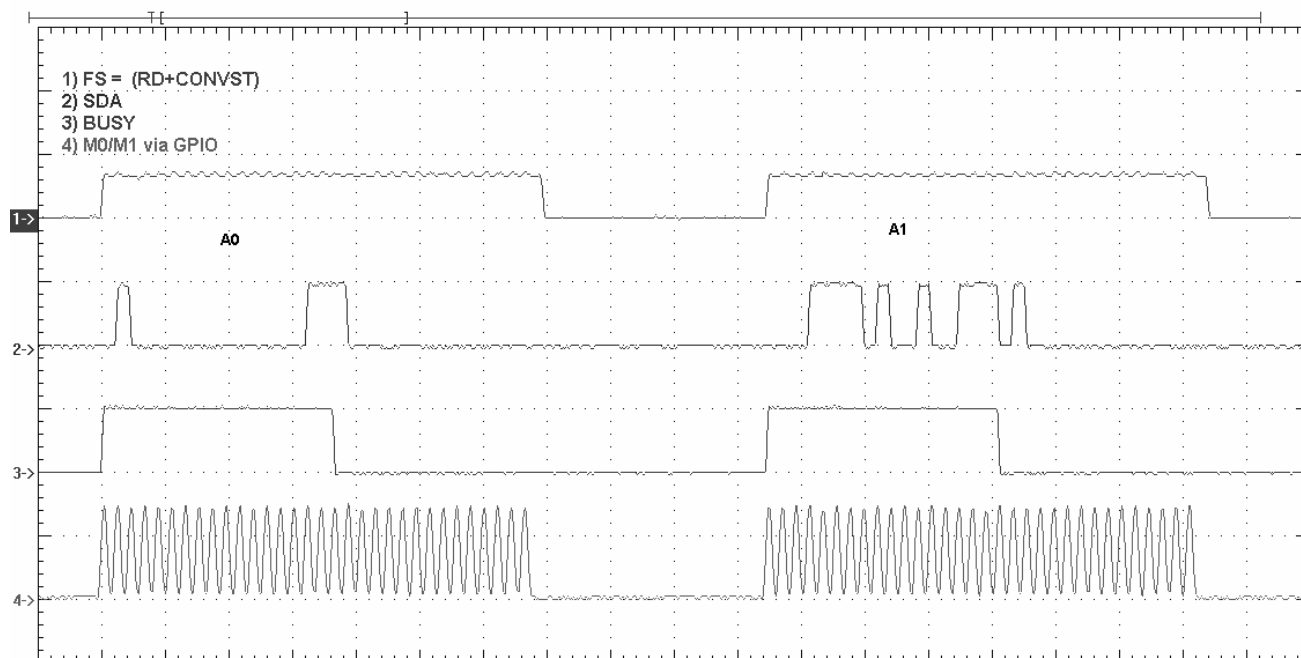 T
1) FS = (RD+CONVST)
2) SDA
3) BUSY
4) M0/M1 via GPIO
1->
A0
A1
2->
3->
4->